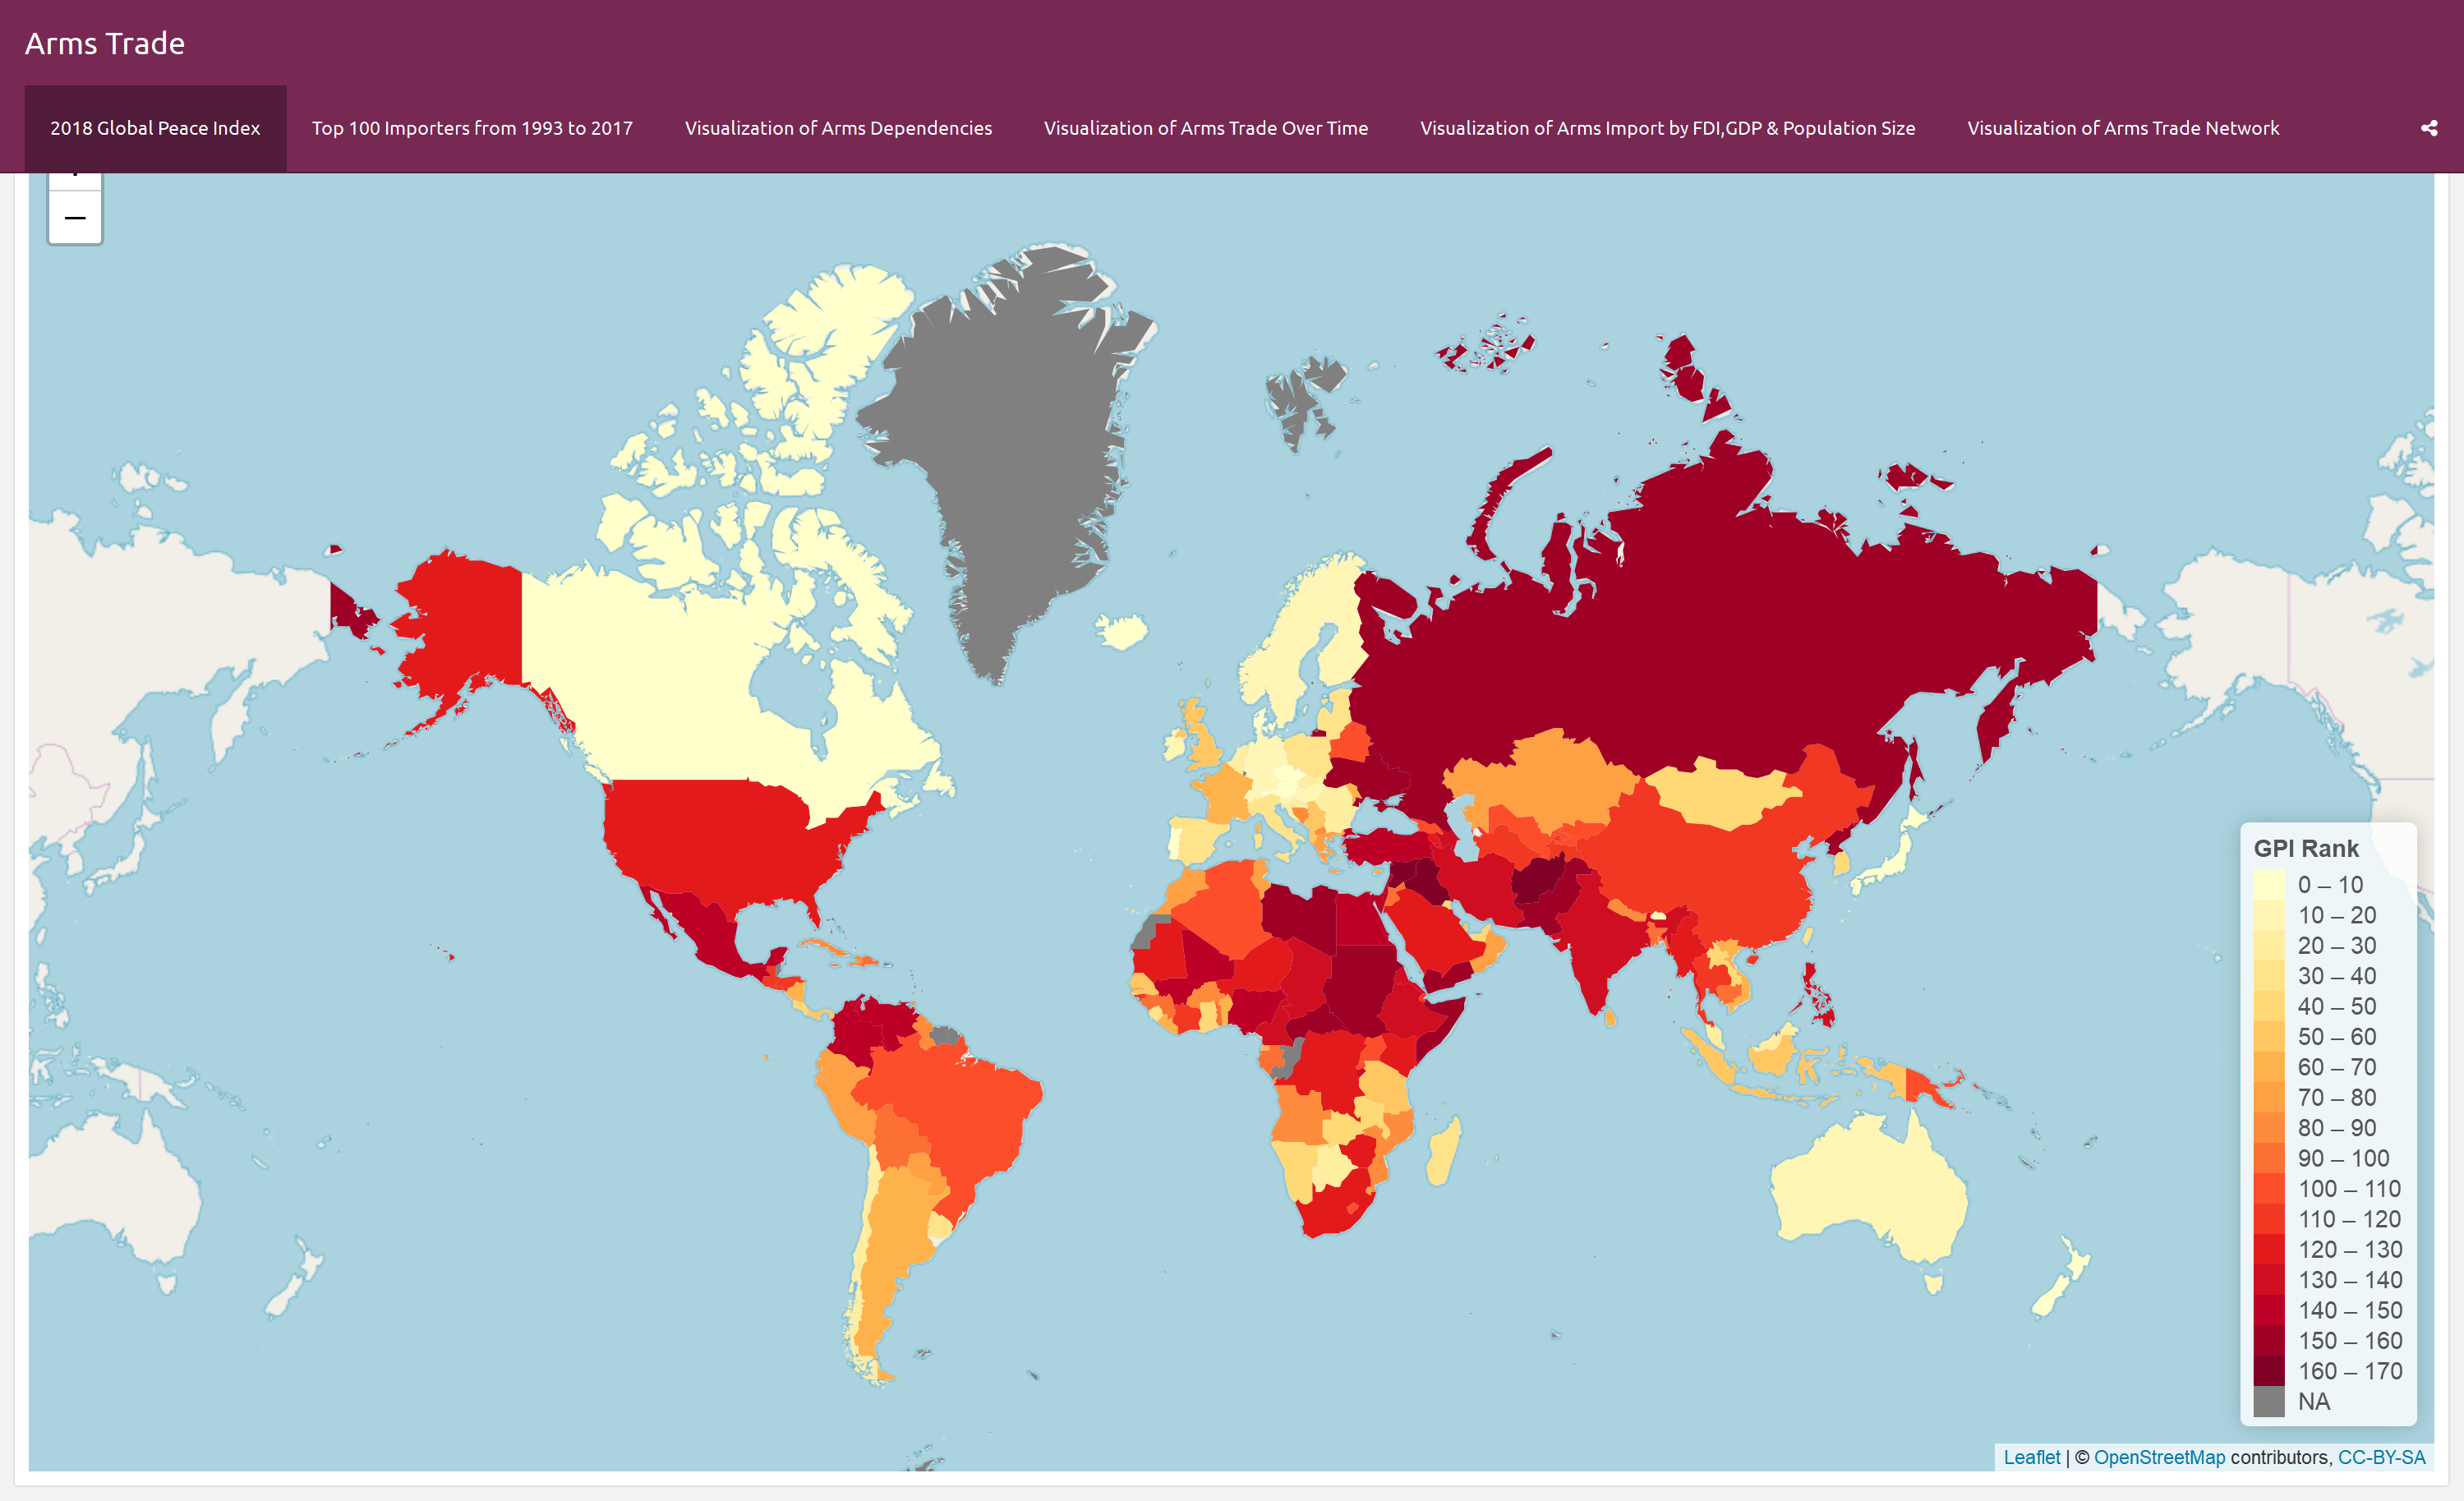 Arms Trade
2018 Global Peace Index
Top 100 Importers from 1993 to 2017
Visualization of Arms Dependencies
Visualization of Arms Trade Over Time
Visualization of Arms Import by FDI,GDP & Population Size
Visualization of Arms Trade Network
−
GPI Rank
0 – 10
10 – 20
20 – 30
30 – 40
40 – 50
50 – 60
60 – 70
70 – 80
80 – 90
90 – 100
100 – 110
110 – 120
120 – 130
130 – 140
140 – 150
150 – 160
160 – 170
NA
Leaflet | © OpenStreetMap contributors, CC-BY-SA